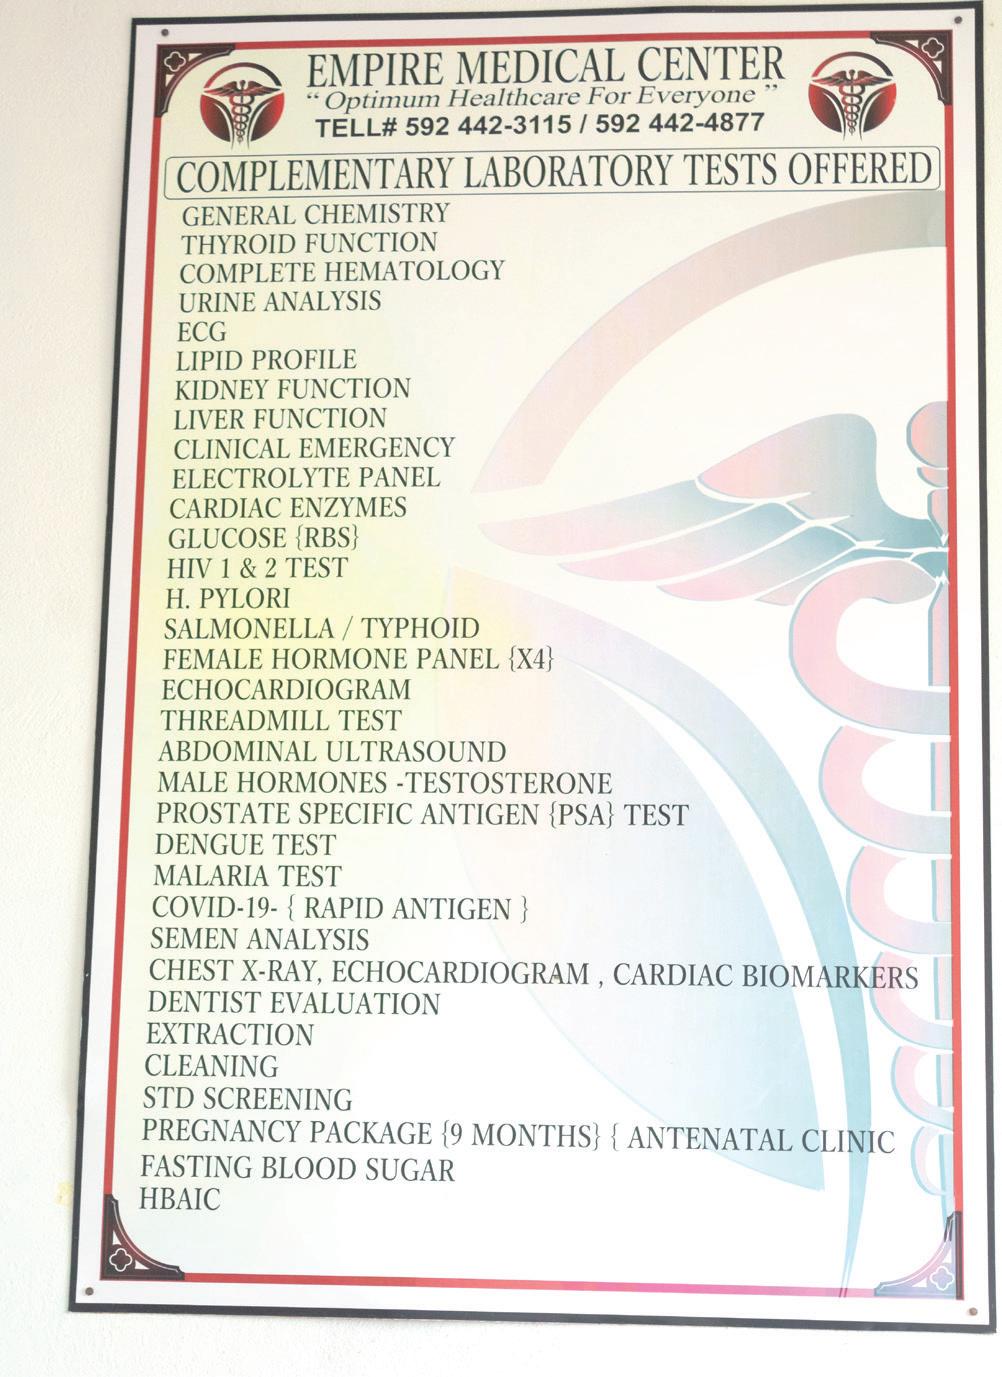 EMPIRE MEDICAL CENTER
“ Optimum Healthcare For Everyone ”
TELL# 592 442-3115 / 592 442-4877
COMPLEMENTARY LABORATORY TESTS OFFERED
GENERAL CHEMISTRY
THYROID FUNCTION
COMPLETE HEMATOLOGY
URINE ANALYSIS
ECG
LIPID PROFILE
KIDNEY FUNCTION
LIVER FUNCTION
CLINICAL EMERGENCY
ELECTROLYTE PANEL
CARDIAC ENZYMES
GLUCOSE {RBS}
HIV 1 & 2 TEST
H. PYLORI
SALMONELLA / TYPHOID
FEMALE HORMONE PANEL {X4}
ECHOCARDIOGRAM
THREADMILL TEST
ABDOMINAL ULTRASOUND
MALE HORMONES -TESTOSTERONE
PROSTATE SPECIFIC ANTIGEN {PSA} TEST
DENGUE TEST
MALARIA TEST
COVID-19- { RAPID ANTIGEN }
SEMEN ANALYSIS
CHEST X-RAY, ECHOCARDIOGRAM , CARDIAC BIOMARKERS
DENTIST EVALUATION
EXTRACTION
CLEANING
STD SCREENING
PREGNANCY PACKAGE {9 MONTHS} { ANTENATAL CLINIC
FASTING BLOOD SUGAR
HBAIC